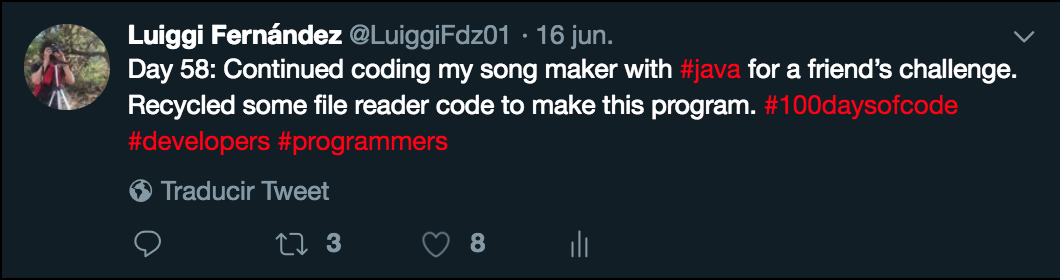 Luiggi Fernández @LuiggiFdz01 · 16 jun.
Day 58: Continued coding my song maker with #java for a friend’s challenge.
Recycled some file reader code to make this program. #100daysofcode
#developers #programmers
Traducir Tweet
3 8